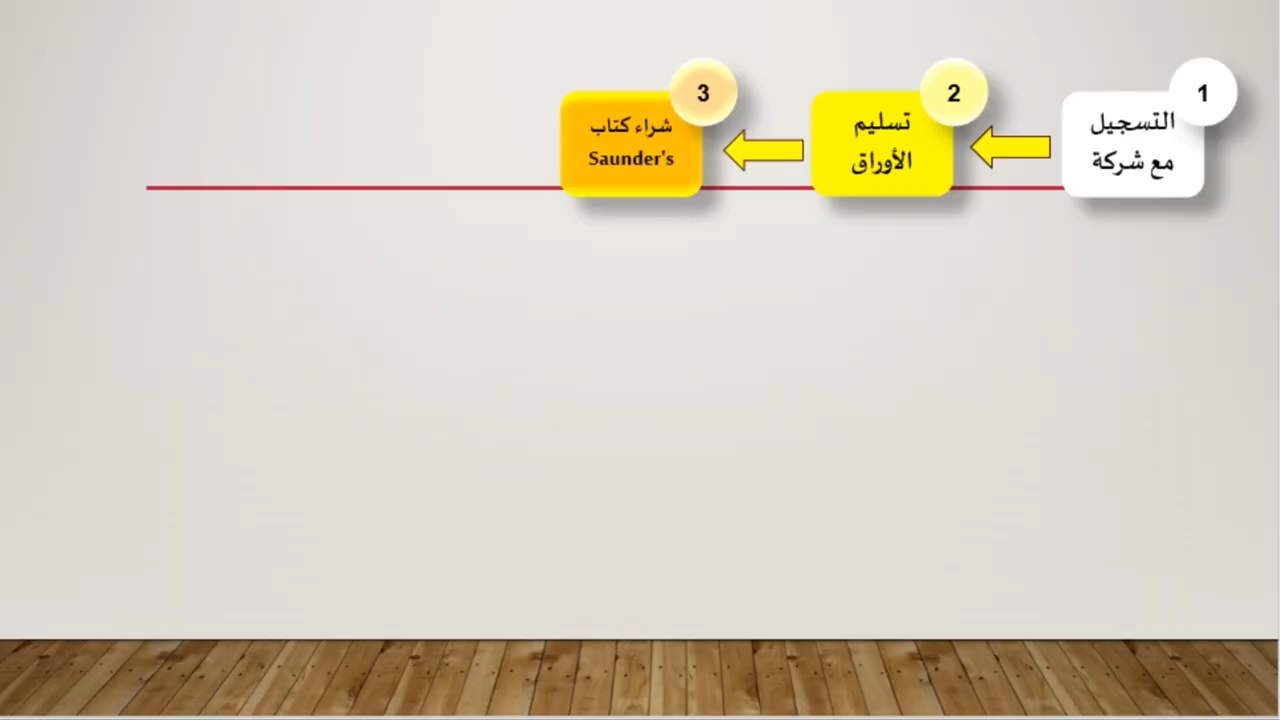 1
التسجيل
مع شركة
2
تسليم
الأوراق
3
شراء كتاب
Saunder's